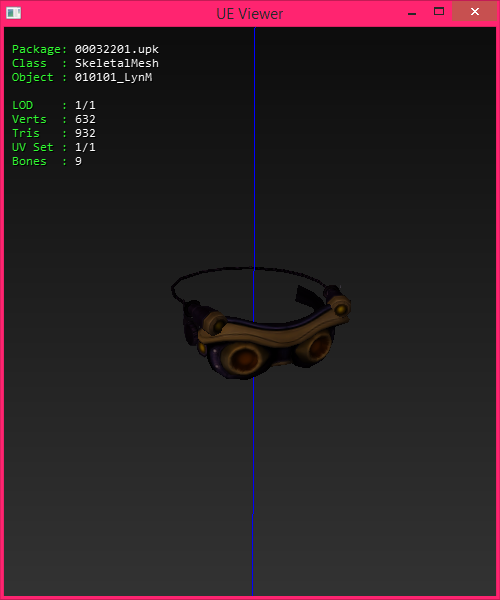 UE Viewer
Package: 00032201.upk
Class  : SkeletalMesh
Object : 010101_LynM
LOD    : 1/1
Verts  : 632
Tris   : 932
UV Set : 1/1
Bones  : 9